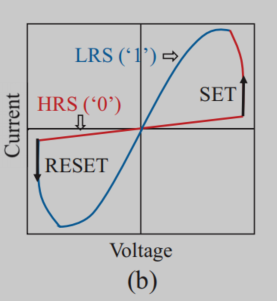 LRS (‘1’)
HRS (‘0’)
SET
RESET
Current
Voltage
(b)